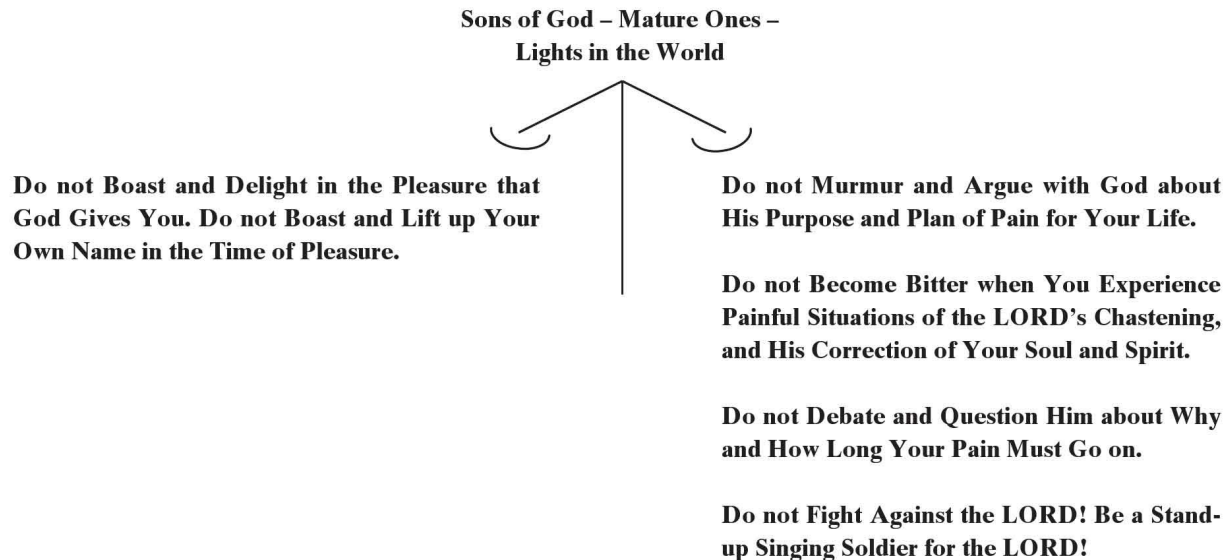 Sons of God – Mature Ones –
Lights in the World
Do not Boast and Delight in the Pleasure that
God Gives You. Do not Boast and Lift up Your
Own Name in the Time of Pleasure.
Do not Murmur and Argue with God about
His Purpose and Plan of Pain for Your Life.
Do not Become Bitter when You Experience
Painful Situations of the LORD’s Chastening,
and His Correction of Your Soul and Spirit.
Do not Debate and Question Him about Why
and How Long Your Pain Must Go on.
Do not Fight Against the LORD! Be a Stand-
up Singing Soldier for the LORD!